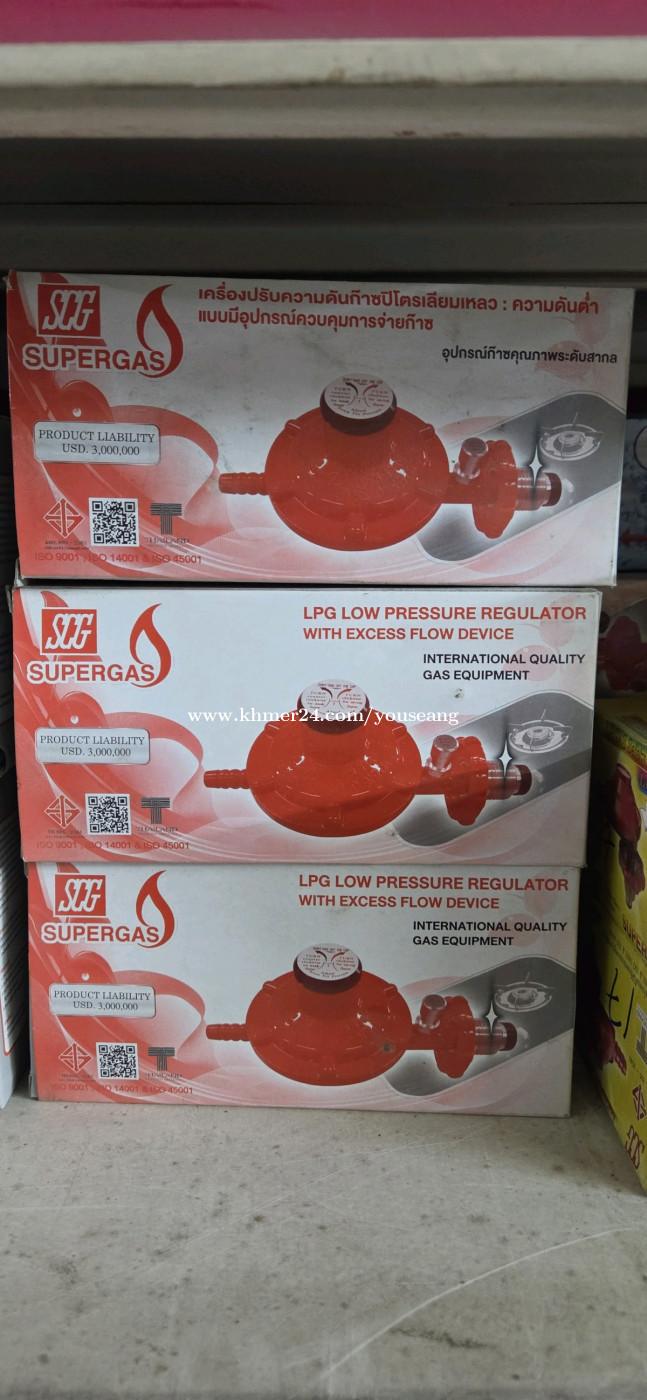 SCG
SUPERGAS
เครื่องปรับความดันก๊าซปิโตรเลียมเหลว : ความดันต่ำ
แบบมีอุปกรณ์ควบคุมการจ่ายก๊าซ
อุปกรณ์ก๊าซคุณภาพระดับสากล
PRODUCT LIABILITY
USD. 3,000,000
THAILAND
ISO 9001 , ISO 14001 & ISO 45001
SCG
SUPERGAS
LPG LOW PRESSURE REGULATOR
WITH EXCESS FLOW DEVICE
INTERNATIONAL QUALITY
GAS EQUIPMENT
www.khmer24.com/youseang
PRODUCT LIABILITY
USD. 3,000,000
THAILAND
ISO 9001 , ISO 14001 & ISO 45001
SCG
SUPERGAS
LPG LOW PRESSURE REGULATOR
WITH EXCESS FLOW DEVICE
INTERNATIONAL QUALITY
GAS EQUIPMENT
PRODUCT LIABILITY
USD. 3,000,000
THAILAND
ISO 9001 , ISO 14001 & ISO 45001